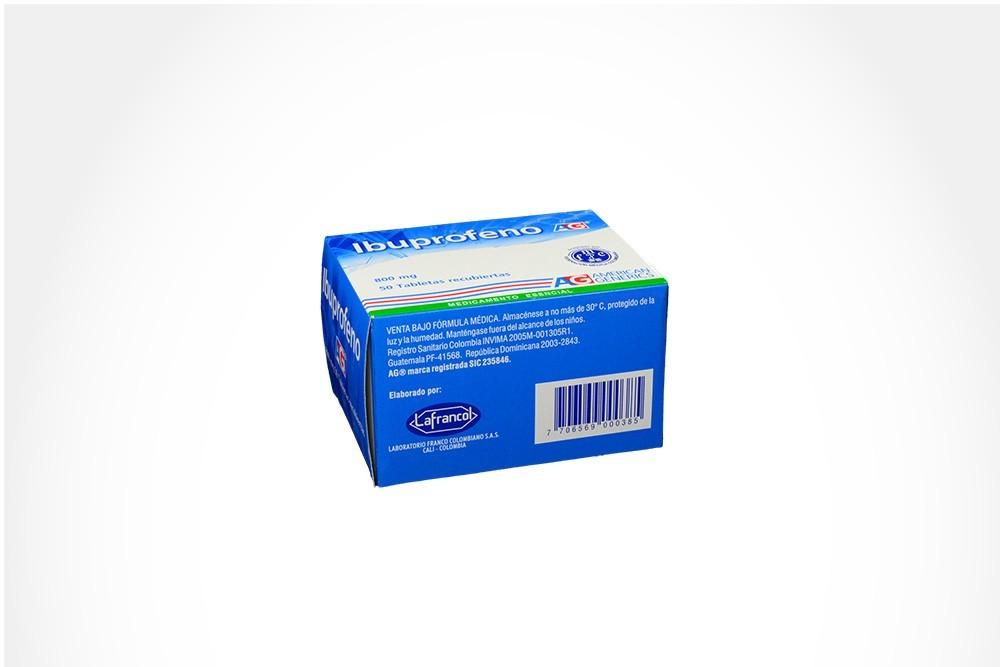 Ibuprofeno AG
800 mg
50 Tabletas recubiertas
AG AMERICAN GENERICS
MEDICAMENTO ESENCIAL
Ibuprofeno
VENTA BAJO FÓRMULA MÉDICA. Almacénese a no más de 30° C, protegido de la
luz y la humedad. Manténgase fuera del alcance de los niños.
Registro Sanitario Colombia INVIMA 2005M-001305R1.
Guatemala PF-41568. República Dominicana 2003-2843.
AG® marca registrada SIC 235846.
Elaborado por:
Lafrancol
LABORATORIO FRANCO COLOMBIANO S.A.S.
CALI - COLOMBIA
7 706569 000385